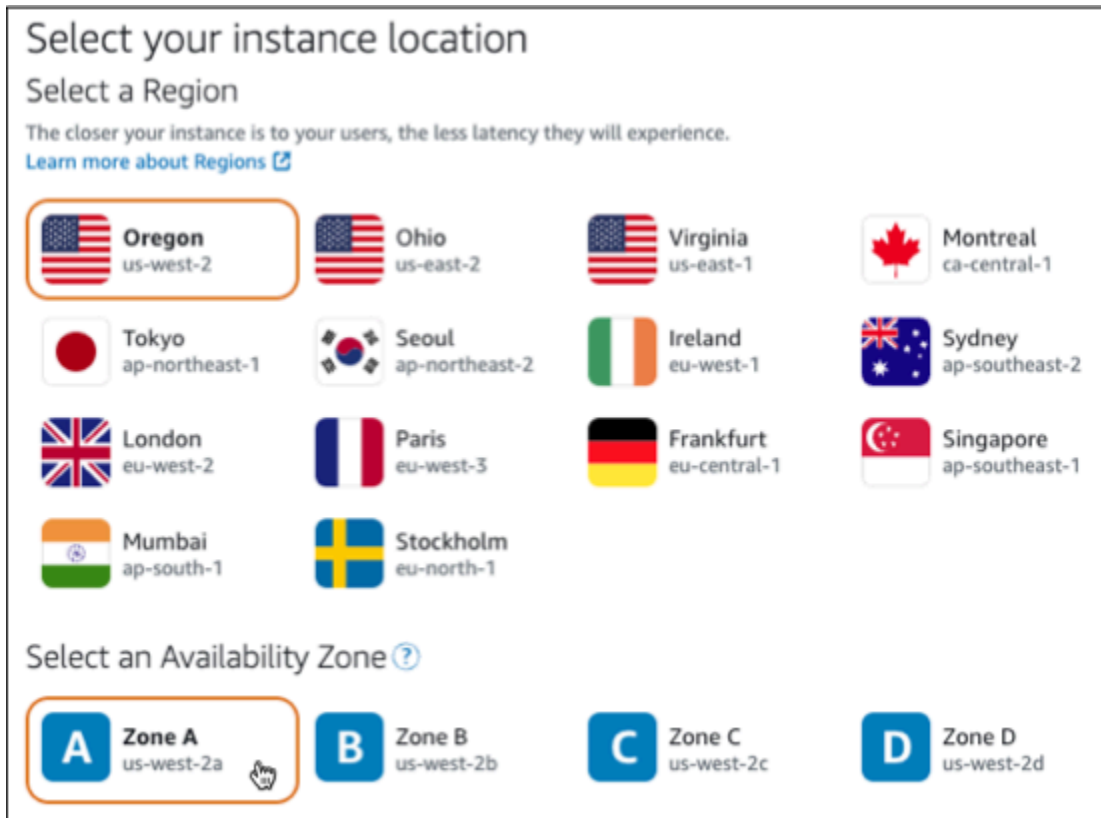 Select your instance location
Select a Region
The closer your instance is to your users, the less latency they will experience.
Learn more about Regions
Oregon
us-west-2
Ohio
us-east-2
Virginia
us-east-1
Montreal
ca-central-1
Tokyo
ap-northeast-1
Seoul
ap-northeast-2
Ireland
eu-west-1
Sydney
ap-southeast-2
London
eu-west-2
Paris
eu-west-3
Frankfurt
eu-central-1
Singapore
ap-southeast-1
Mumbai
ap-south-1
Stockholm
eu-north-1
Select an Availability Zone ?
A
Zone A
us-west-2a
B
Zone B
us-west-2b
C
Zone C
us-west-2c
D
Zone D
us-west-2d